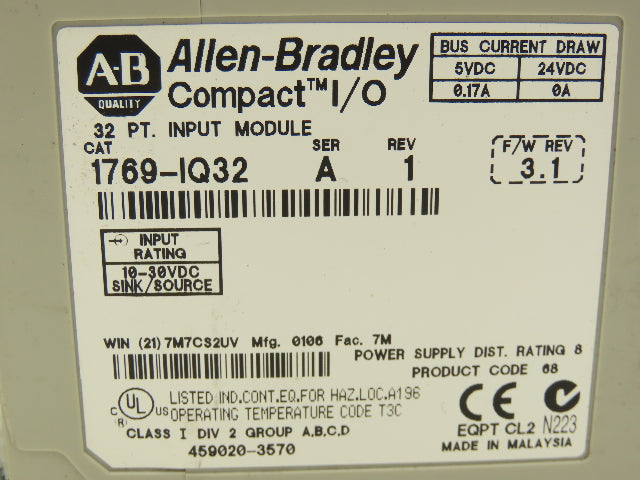 A-B
QUALITY
Allen-Bradley
Compact™ I/O
BUS CURRENT DRAW
5VDC 24VDC
0.17A 0A
32 PT. INPUT MODULE
CAT SER REV
1769-IQ32 A 1
F/W REV
3.1
INPUT
RATING
10-30VDC
SINK/SOURCE
WIN (21) 7M7CS2UV Mfg. 0106 Fac. 7M
POWER SUPPLY DIST. RATING 8
PRODUCT CODE 68
C UL US
LISTED IND.CONT.EQ.FOR HAZ.LOC.A196
OPERATING TEMPERATURE CODE T3C
CLASS I DIV 2 GROUP A,B,C,D
459020-3570
CE
EQPT CL2 N223
MADE IN MALAYSIA